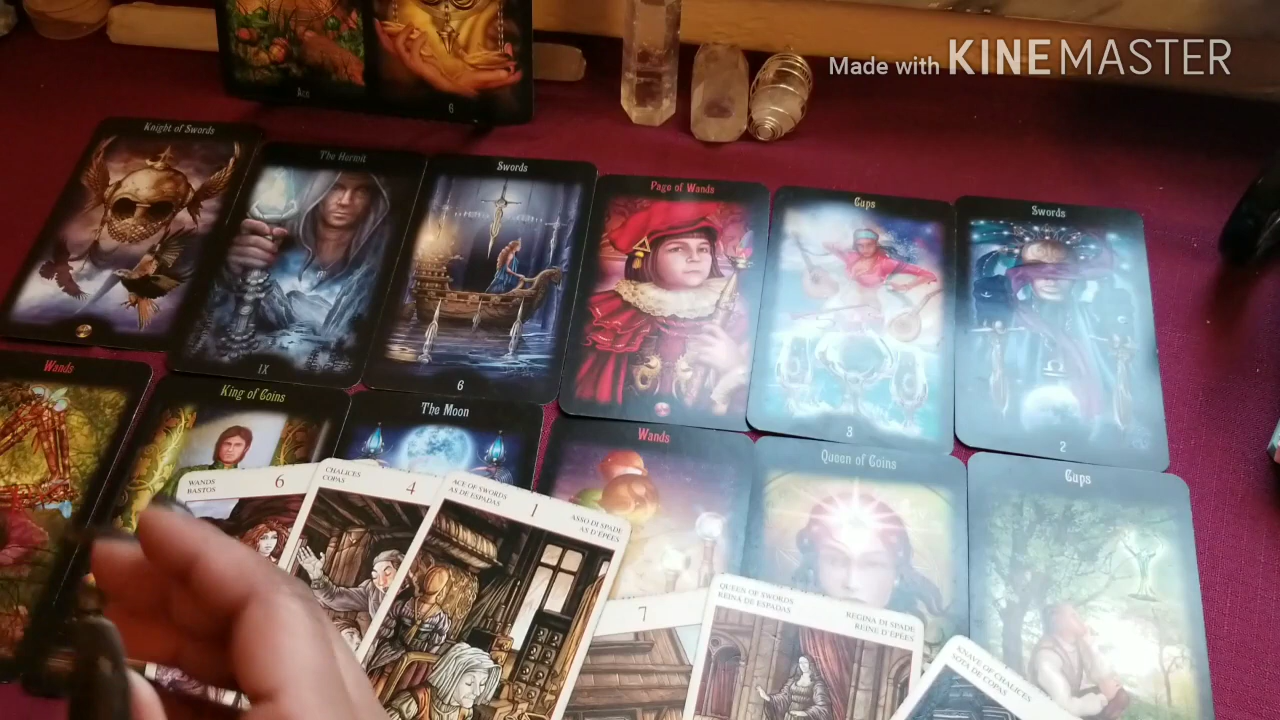 Made with KINEMASTER
Ace
6
Knight of Swords
The Hermit
IX
Swords
6
Page of Wands
Cups
3
Swords
2
Wands
King of Coins
The Moon
Wands
Queen of Coins
Cups
WANDS
BASTOS
6
CHALICES
COPAS
4
ACE OF SWORDS
AS DE ESPADAS
1
ASSO DI SPADE
AS D'ÉPÉES
7
QUEEN OF SWORDS
REINA DE ESPADAS
REGINA DI SPADE
REINE D'ÉPÉES
KNAVE OF CHALICES
SOTA DE COPAS